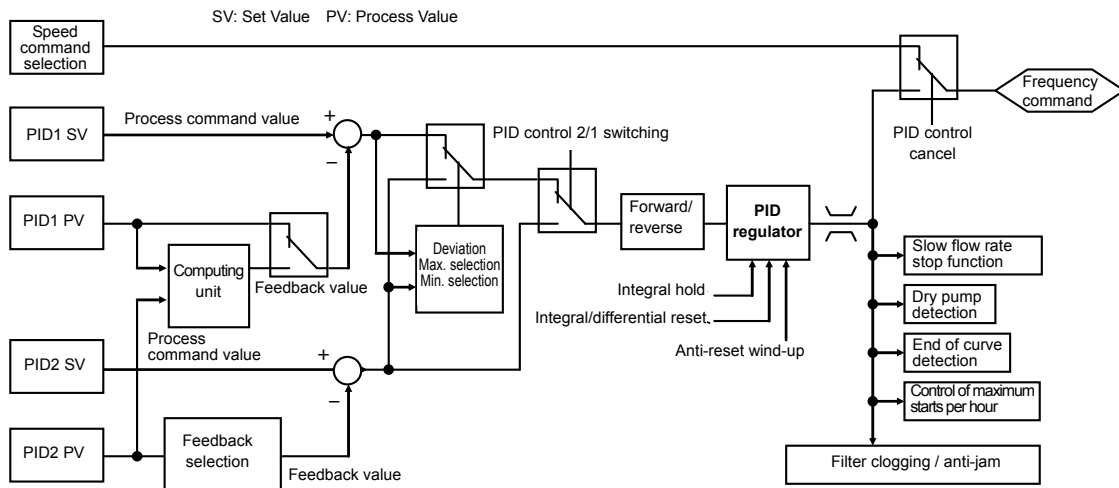 SV: Set Value PV: Process Value
Speed
command
selection
Frequency
command
PID control
cancel
PID1 SV
Process command value
+
−
PID control 2/1 switching
PID1 PV
Computing
unit
Feedback value
Deviation
Max. selection
Min. selection
Forward/
reverse
PID
regulator
Integral hold
Integral/differential reset
Anti-reset wind-up
Slow flow rate
stop function
Dry pump
detection
End of curve
detection
Control of maximum
starts per hour
Filter clogging / anti-jam
Process
command value
PID2 SV
+
−
PID2 PV
Feedback
selection
Feedback value